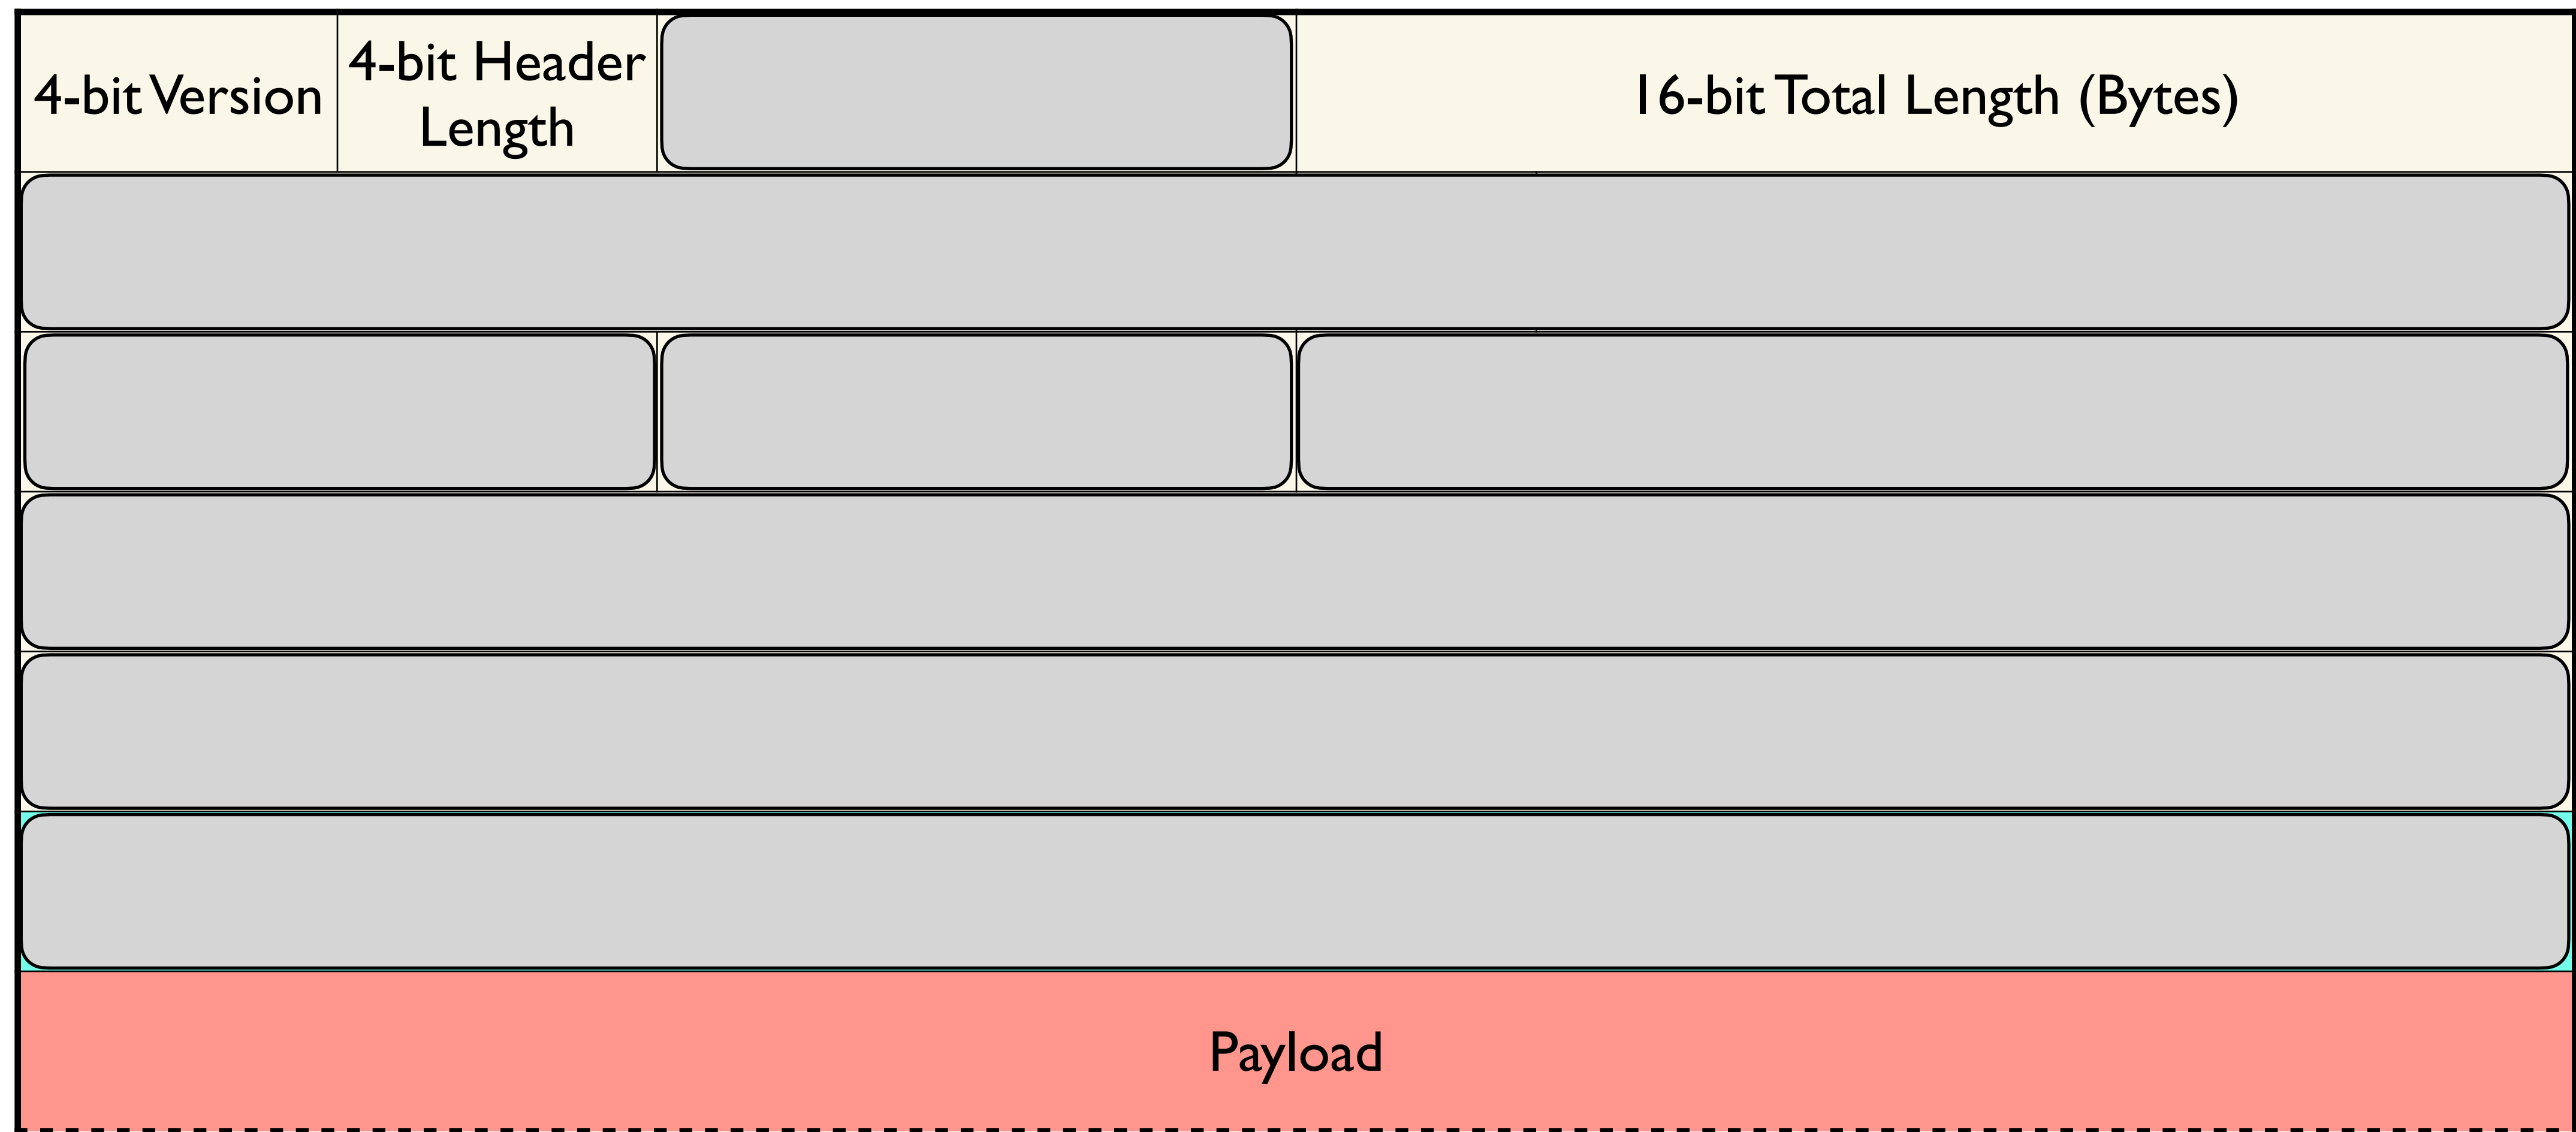 4-bit Version
4-bit Header
Length
16-bit Total Length (Bytes)
Payload